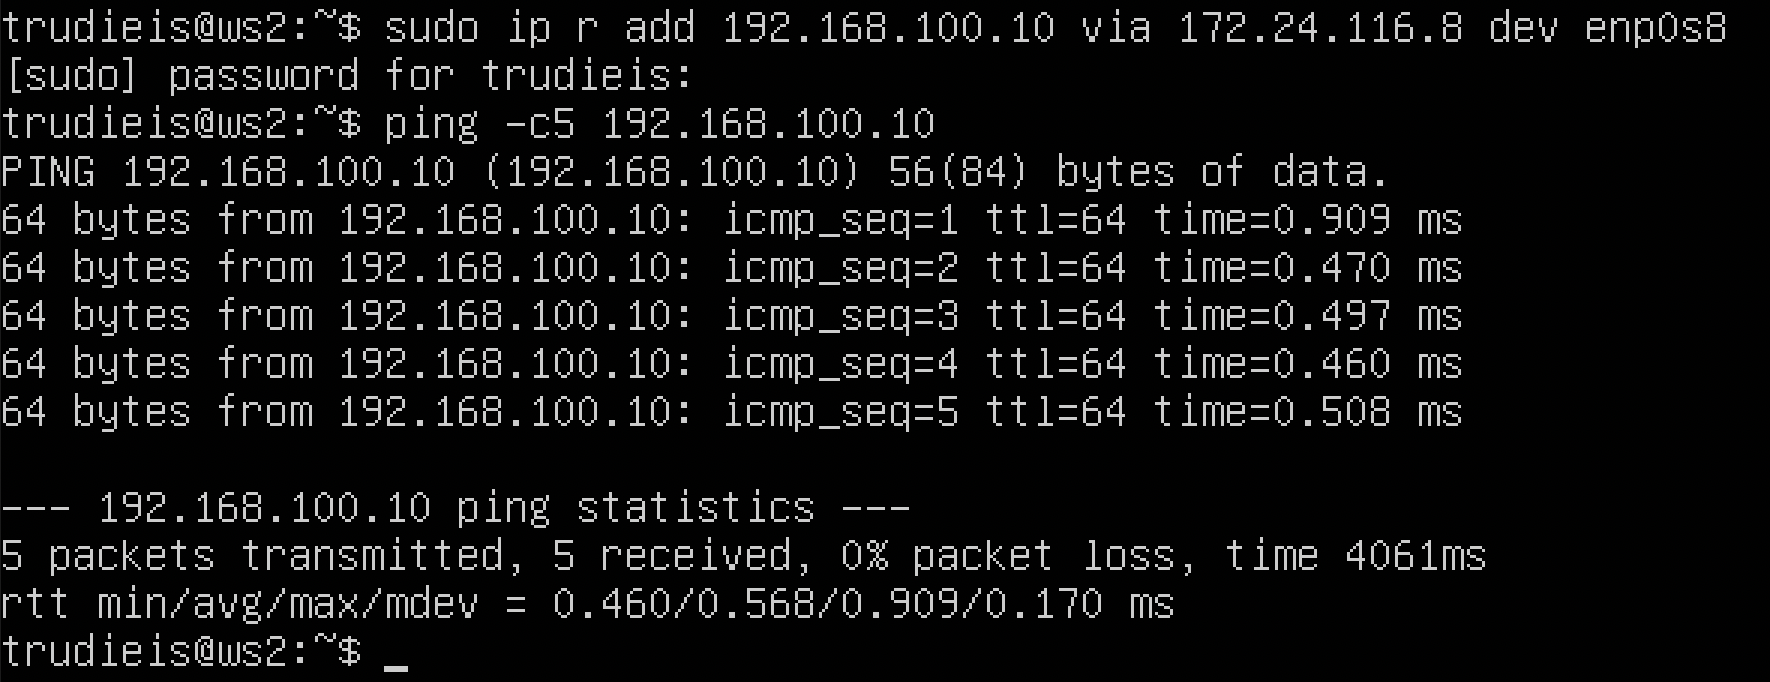 trudieis@ws2:~$ sudo ip r add 192.168.100.10 via 172.24.116.8 dev enp0s8
[sudo] password for trudieis:
trudieis@ws2:~$ ping -c5 192.168.100.10
PING 192.168.100.10 (192.168.100.10) 56(84) bytes of data.
64 bytes from 192.168.100.10: icmp_seq=1 ttl=64 time=0.909 ms
64 bytes from 192.168.100.10: icmp_seq=2 ttl=64 time=0.470 ms
64 bytes from 192.168.100.10: icmp_seq=3 ttl=64 time=0.497 ms
64 bytes from 192.168.100.10: icmp_seq=4 ttl=64 time=0.460 ms
64 bytes from 192.168.100.10: icmp_seq=5 ttl=64 time=0.508 ms
--- 192.168.100.10 ping statistics ---
5 packets transmitted, 5 received, 0% packet loss, time 4061ms
rtt min/avg/max/mdev = 0.460/0.568/0.909/0.170 ms
trudieis@ws2:~$ _